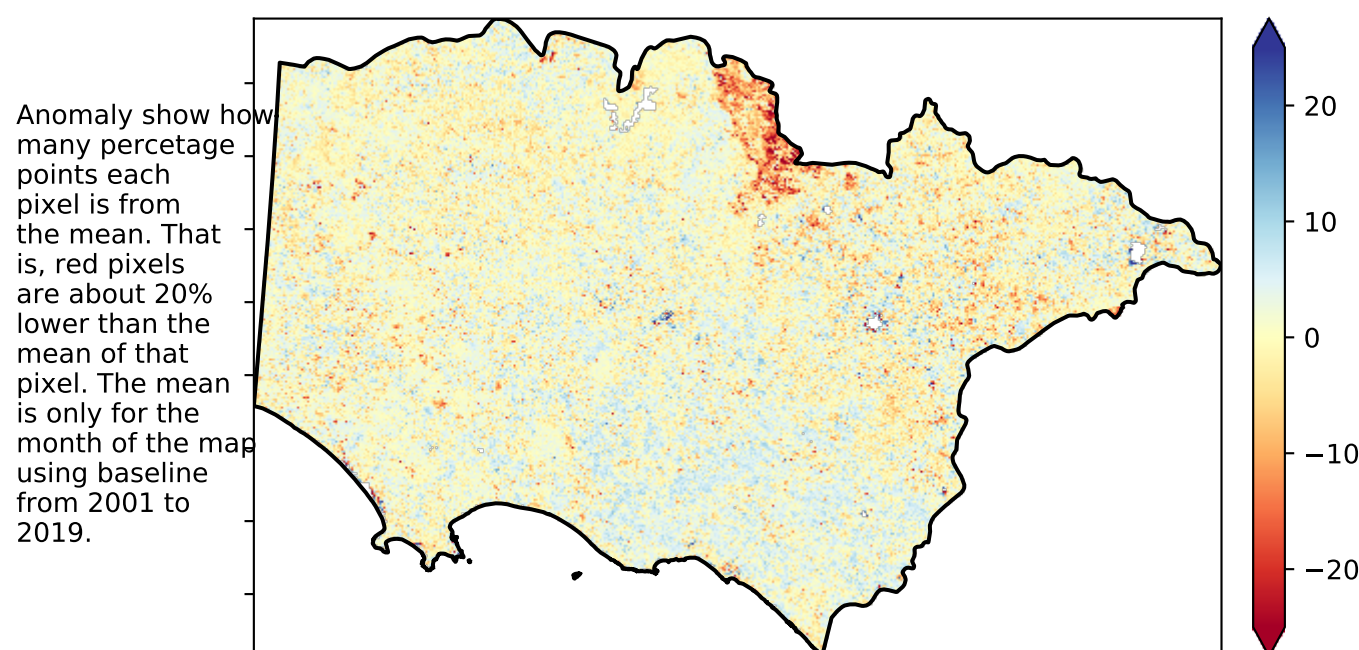 Anomaly show how
many percetage
points each
pixel is from
the mean. That
is, red pixels
are about 20%
lower than the
mean of that
pixel. The mean
is only for the
month of the map
using baseline
from 2001 to
2019.
20
10
0
−10
−20